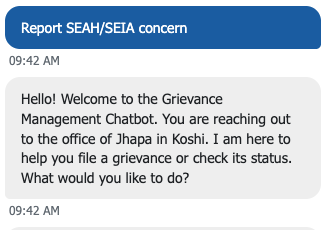 Report SEAH/SEIA concern
09:42 AM
Hello! Welcome to the Grievance
Management Chatbot. You are reaching out
to the office of Jhapa in Koshi. I am here to
help you file a grievance or check its status.
What would you like to do?
09:42 AM